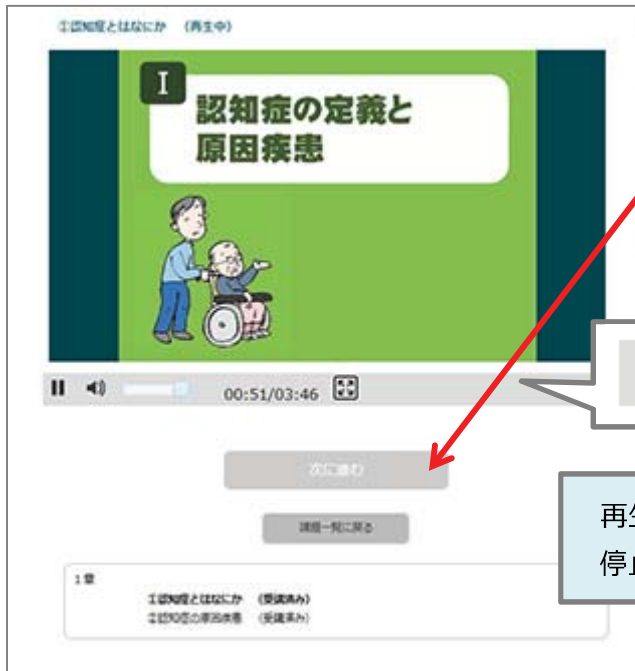 ①認知症とはなにか （再生中）
I
認知症の定義と
原因疾患
00:51/03:46
次に進む
課題一覧に戻る
再生
停止
1章
①認知症とはなにか （受講済み）
②認知症の原因疾患 （受講済み）